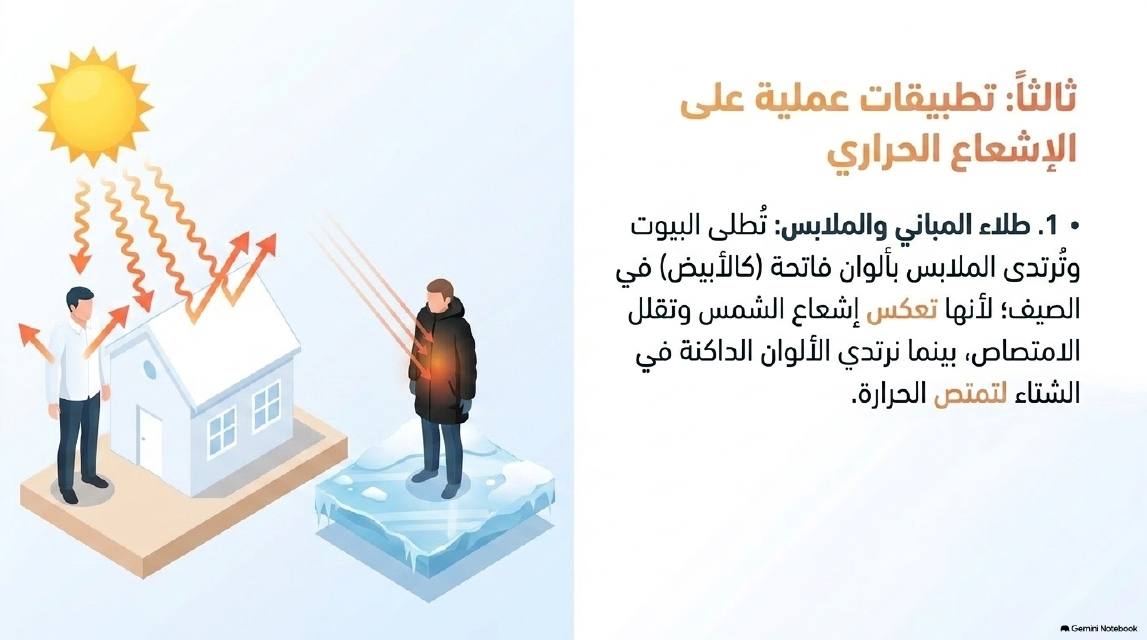 ثالثاً: تطبيقات عملية على
الإشعاع الحراري
• 1. طلاء المباني والملابس: تُطلى البيوت
وتُرتدى الملابس بألوان فاتحة (كالأبيض) في
الصيف؛ لأنها تعكس إشعاع الشمس وتقلل
الامتصاص، بينما نرتدي الألوان الداكنة في
الشتاء لتمتص الحرارة.
Gemini Notebook